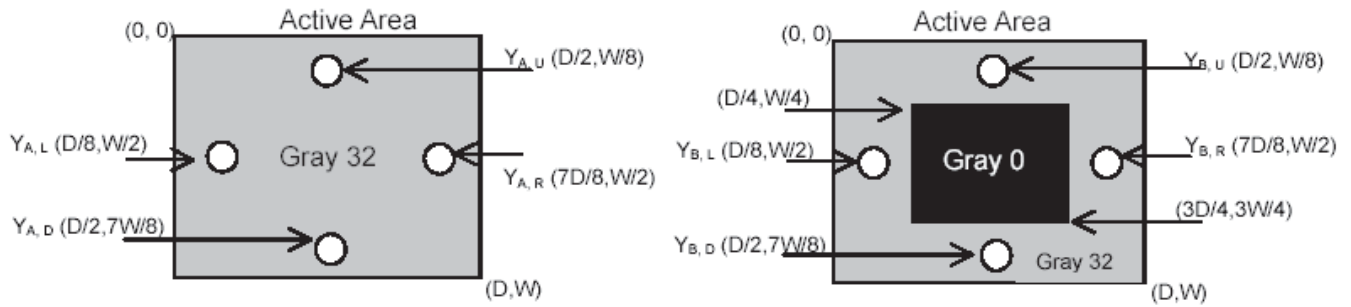 Active Area
(0, 0)
Y_A, U (D/2,W/8)
Y_A, L (D/8,W/2)
Gray 32
Y_A, R (7D/8,W/2)
Y_A, D (D/2,7W/8)
(D,W)
Active Area
(0, 0)
Y_B, U (D/2,W/8)
(D/4,W/4)
Y_B, L (D/8,W/2)
Gray 0
Y_B, R (7D/8,W/2)
(3D/4,3W/4)
Y_B, D (D/2,7W/8)
Gray 32
(D,W)